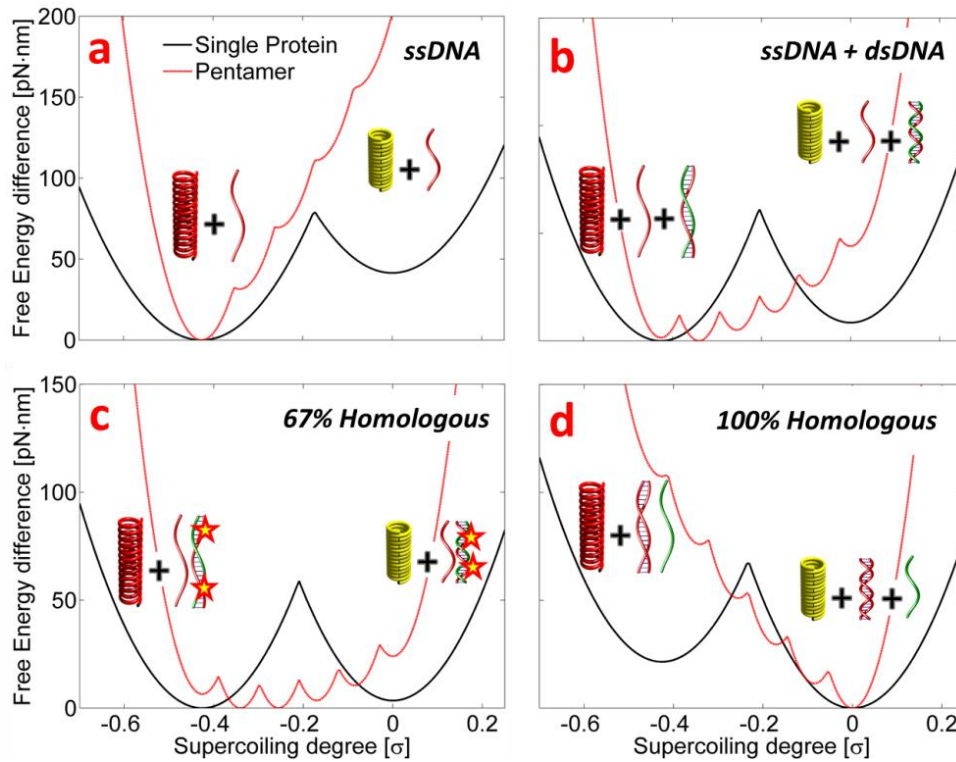 a
Single Protein
Pentamer
ssDNA
Free Energy difference [pN·nm]
200
150
100
50
0
b
ssDNA + dsDNA
c
67% Homologous
Free Energy difference [pN·nm]
150
100
50
0
-0.6
-0.4
-0.2
0
0.2
Supercoiling degree [σ]
d
100% Homologous
-0.6
-0.4
-0.2
0
0.2
Supercoiling degree [σ]